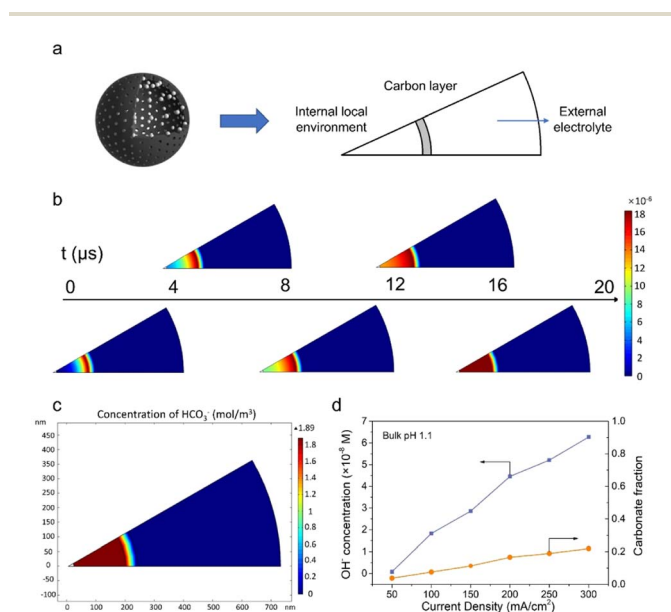 a
Carbon layer
Internal local
environment
External
electrolyte
b
×10⁻⁶
18
16
14
12
10
8
6
4
2
0
t (μs)
0 4 8 12 16 20
c
Concentration of HCO₃⁻ (mol/m³)
nm
450
400
350
300
250
200
150
100
50
0
-50
-100
0 100 200 300 400 500 600 700 nm
▲1.89
1.8
1.6
1.4
1.2
1
0.8
0.6
0.4
0.2
0
d
Bulk pH 1.1
OH⁻ concentration (×10⁻⁸ M)
7
6
5
4
3
2
1
0
-1
Carbonate fraction
1.0
0.8
0.6
0.4
0.2
0.0
50 100 150 200 250 300
Current Density (mA/cm²)